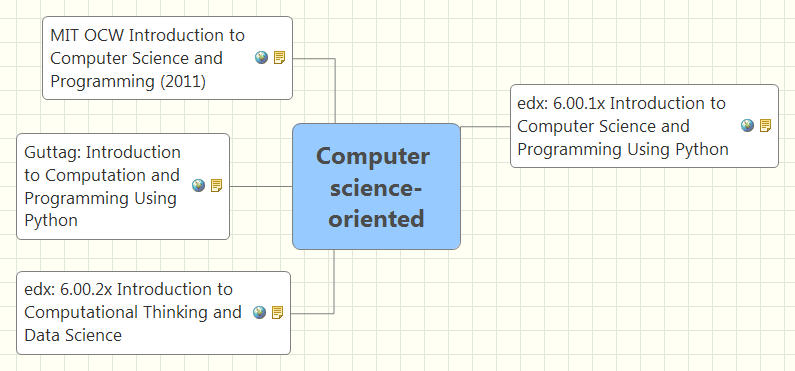 MIT OCW Introduction to
Computer Science and
Programming (2011)
edx: 6.00.1x Introduction to
Computer Science and
Programming Using Python
Computer
science-
oriented
Guttag: Introduction
to Computation and
Programming Using
Python
edx: 6.00.2x Introduction to
Computational Thinking and
Data Science